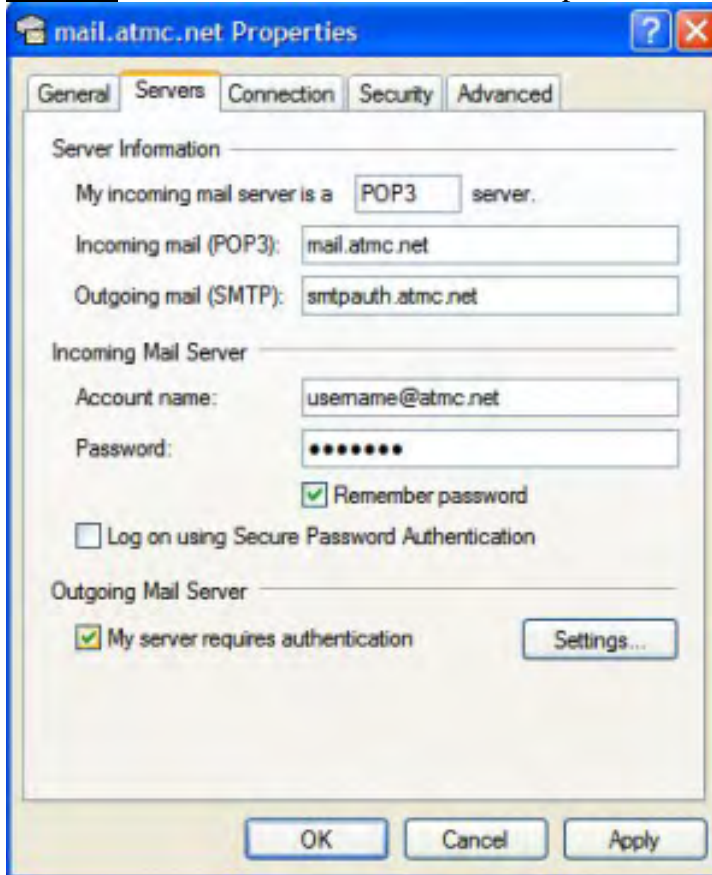 mail.atmc.net Properties
General Servers Connection Security Advanced
Server Information
My incoming mail server is a POP3 server.
Incoming mail (POP3): mail.atmc.net
Outgoing mail (SMTP): smtpauth.atmc.net
Incoming Mail Server
Account name: username@atmc.net
Password: •••••••
Remember password
Log on using Secure Password Authentication
Outgoing Mail Server
My server requires authentication Settings...
OK Cancel Apply